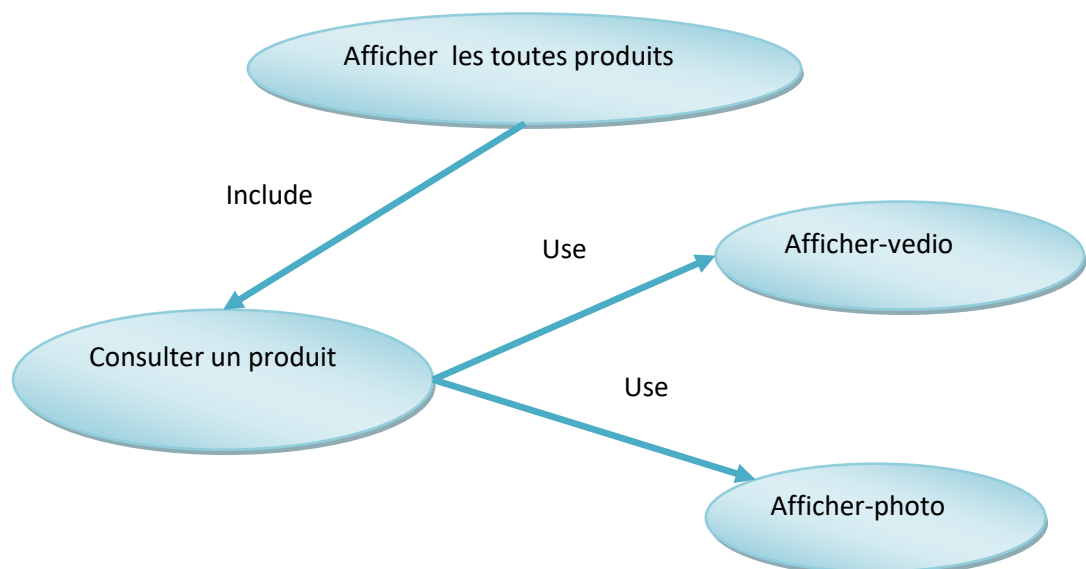 Afficher  les toutes produits
Include
Use
Afficher-vedio
Consulter un produit
Use
Afficher-photo